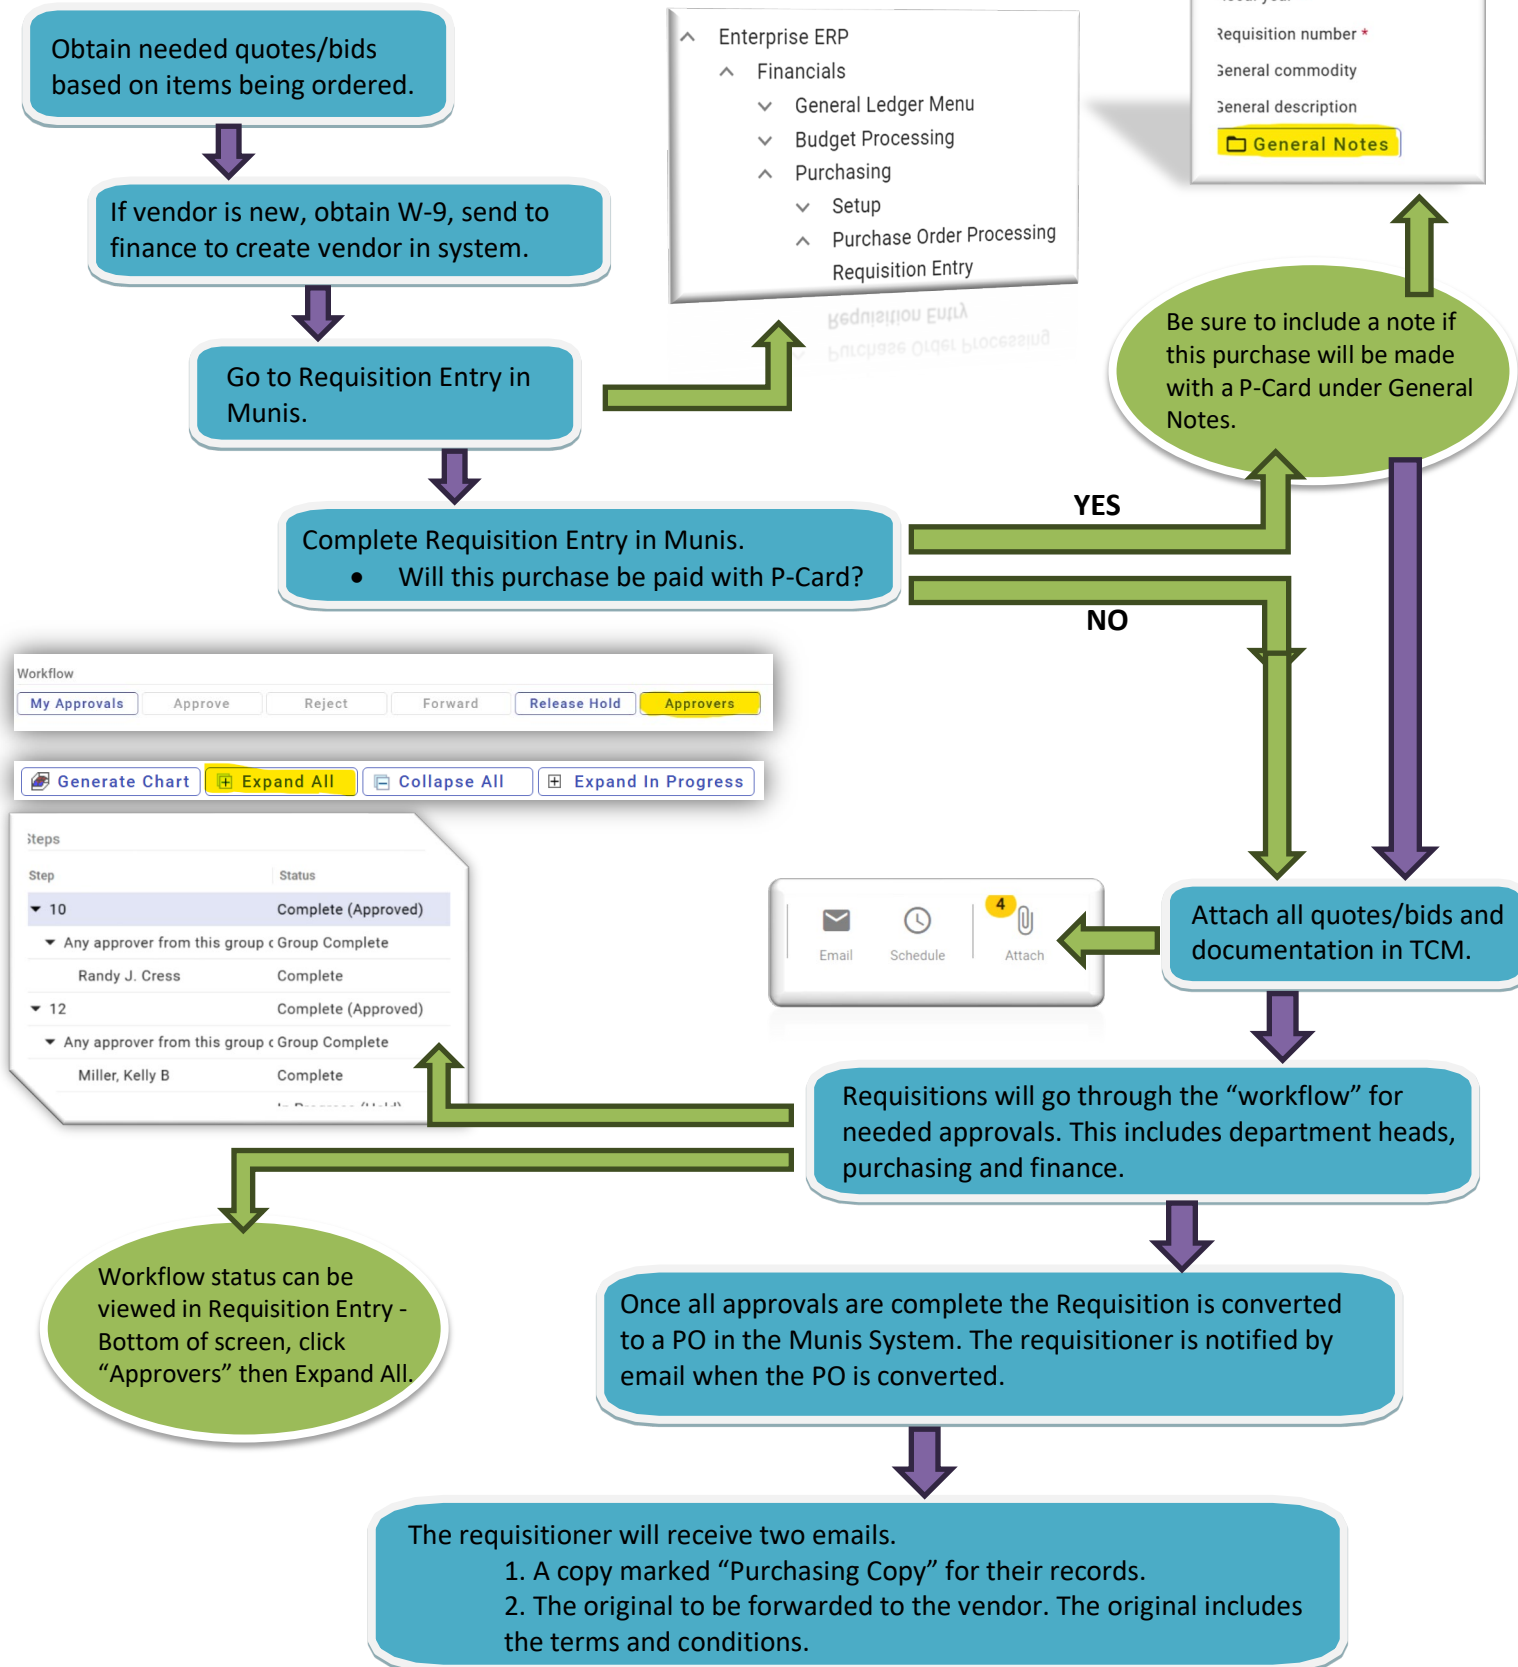 Obtain needed quotes/bids
based on items being ordered.
If vendor is new, obtain W-9, send to
finance to create vendor in system.
Go to Requisition Entry in
Munis.
Enterprise ERP
Financials
General Ledger Menu
Budget Processing
Purchasing
Setup
Purchase Order Processing
Requisition Entry
Requisition Entry
Purchase Order Processing
Requisition number *
General commodity
General description
General Notes
Be sure to include a note if
this purchase will be made
with a P-Card under General
Notes.
Complete Requisition Entry in Munis.
• Will this purchase be paid with P-Card?
YES
NO
Workflow
My Approvals Approve Reject Forward Release Hold Approvers
Generate Chart Expand All Collapse All Expand In Progress
Steps
Step Status
10 Complete (Approved)
Any approver from this group Group Complete
Randy J. Cress Complete
12 Complete (Approved)
Any approver from this group Group Complete
Miller, Kelly B Complete
4
Email Schedule Attach
Attach all quotes/bids and
documentation in TCM.
Requisitions will go through the “workflow” for
needed approvals. This includes department heads,
purchasing and finance.
Workflow status can be
viewed in Requisition Entry -
Bottom of screen, click
“Approvers” then Expand All.
Once all approvals are complete the Requisition is converted
to a PO in the Munis System. The requisitioner is notified by
email when the PO is converted.
The requisitioner will receive two emails.
1. A copy marked “Purchasing Copy” for their records.
2. The original to be forwarded to the vendor. The original includes
the terms and conditions.